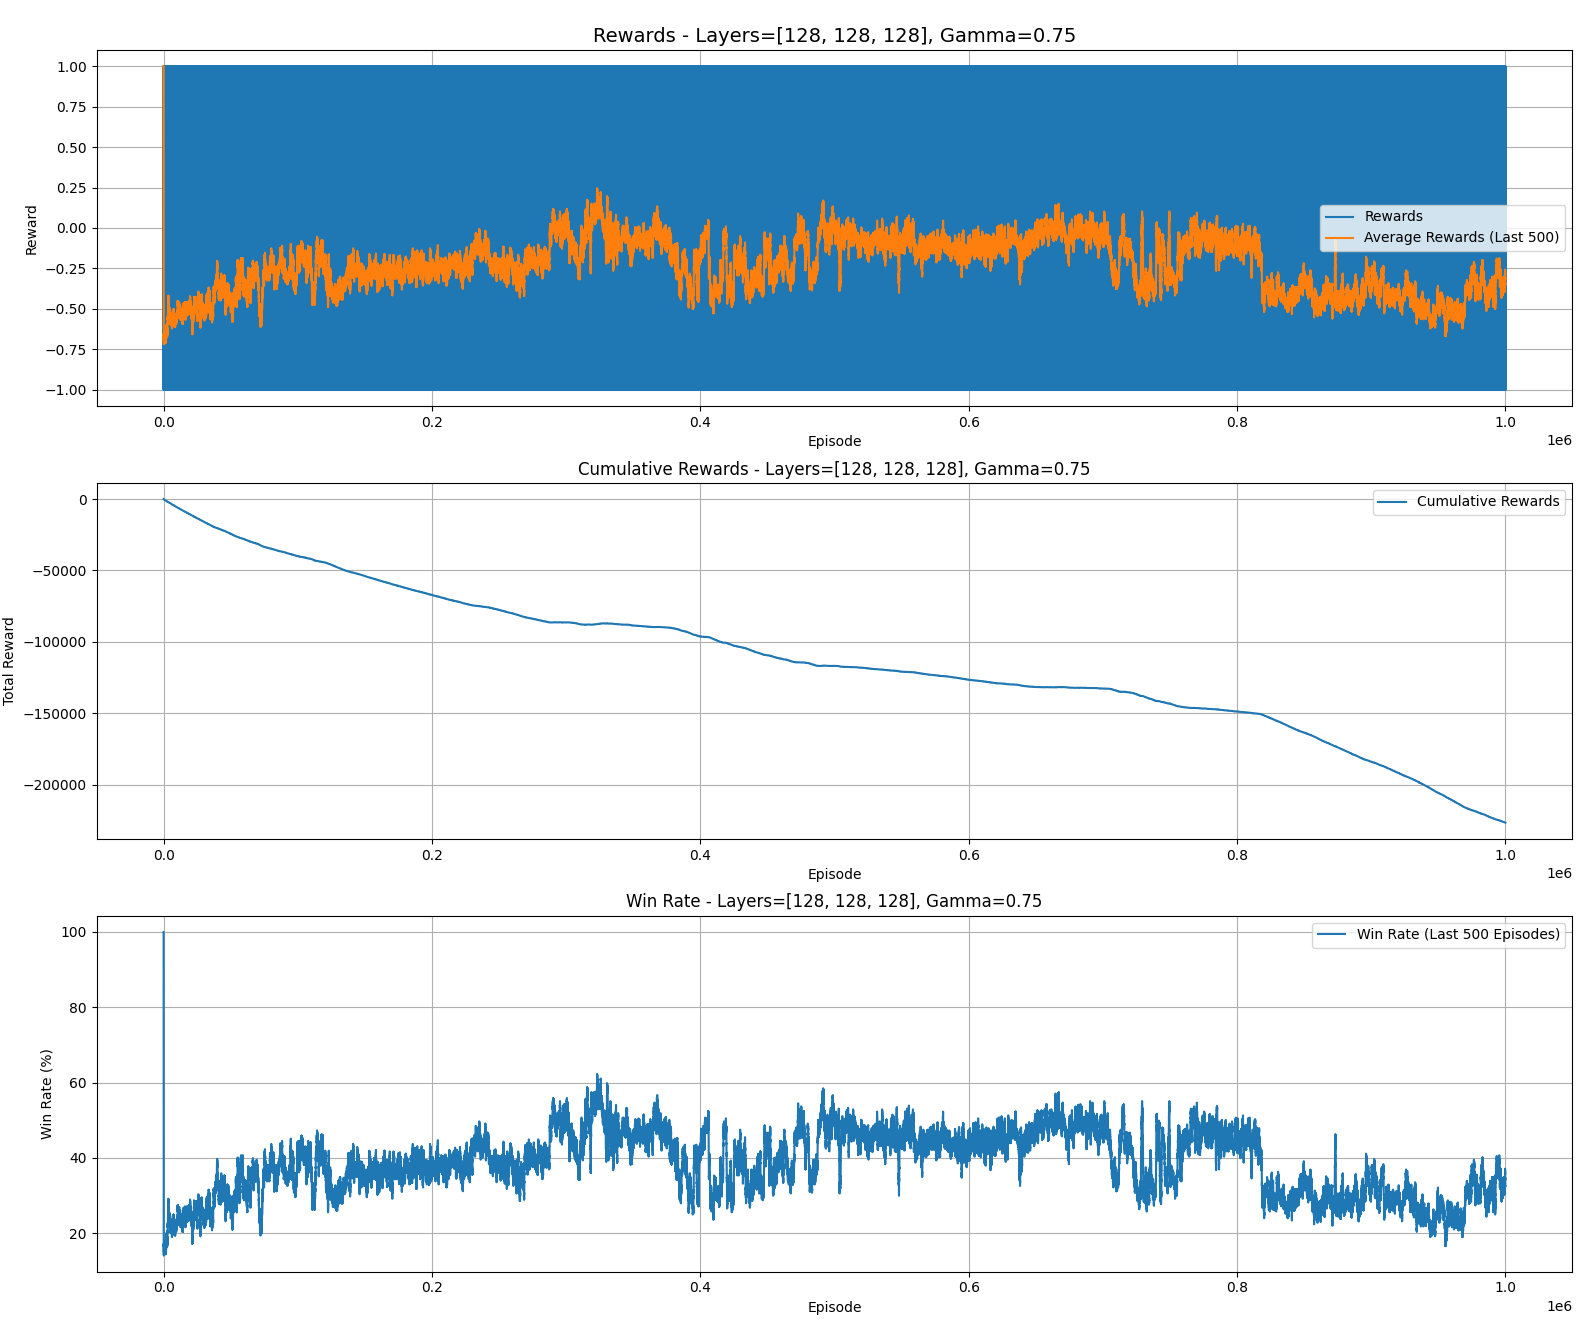 Rewards - Layers=[128, 128, 128], Gamma=0.75
1.00
0.75
0.50
0.25
0.00
−0.25
−0.50
−0.75
−1.00
Reward
Rewards
Average Rewards (Last 500)
0.0 0.2 0.4 0.6 0.8 1.0
1e6
Episode
Cumulative Rewards - Layers=[128, 128, 128], Gamma=0.75
0
−50000
−100000
−150000
−200000
Total Reward
Cumulative Rewards
0.0 0.2 0.4 0.6 0.8 1.0
1e6
Episode
Win Rate - Layers=[128, 128, 128], Gamma=0.75
100
80
60
40
20
Win Rate (%)
Win Rate (Last 500 Episodes)
0.0 0.2 0.4 0.6 0.8 1.0
1e6
Episode